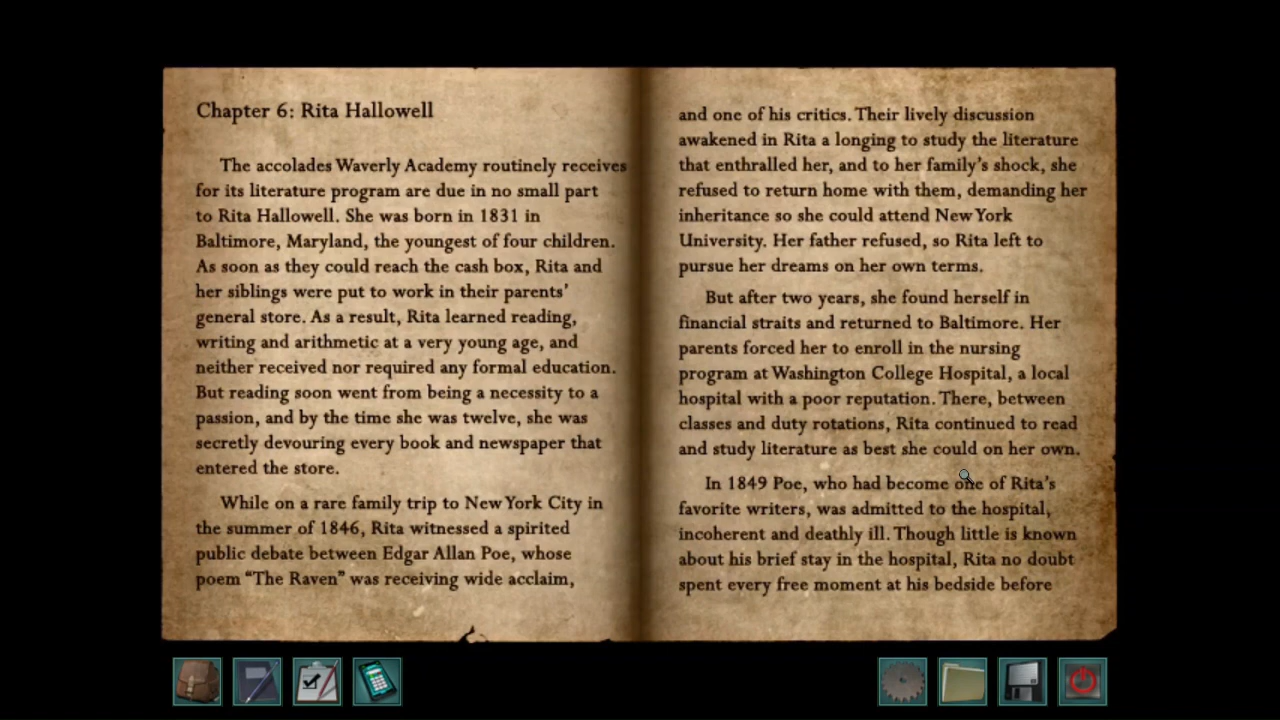 Chapter 6: Rita Hallowell
The accolades Waverly Academy routinely receives
for its literature program are due in no small part
to Rita Hallowell. She was born in 1831 in
Baltimore, Maryland, the youngest of four children.
As soon as they could reach the cash box, Rita and
her siblings were put to work in their parents'
general store. As a result, Rita learned reading,
writing and arithmetic at a very young age, and
neither received nor required any formal education.
But reading soon went from being a necessity to a
passion, and by the time she was twelve, she was
secretly devouring every book and newspaper that
entered the store.
While on a rare family trip to New York City in
the summer of 1846, Rita witnessed a spirited
public debate between Edgar Allan Poe, whose
poem "The Raven" was receiving wide acclaim,
and one of his critics. Their lively discussion
awakened in Rita a longing to study the literature
that enthralled her, and to her family's shock, she
refused to return home with them, demanding her
inheritance so she could attend New York
University. Her father refused, so Rita left to
pursue her dreams on her own terms.
But after two years, she found herself in
financial straits and returned to Baltimore. Her
parents forced her to enroll in the nursing
program at Washington College Hospital, a local
hospital with a poor reputation. There, between
classes and duty rotations, Rita continued to read
and study literature as best she could on her own.
In 1849 Poe, who had become one of Rita's
favorite writers, was admitted to the hospital,
incoherent and deathly ill. Though little is known
about his brief stay in the hospital, Rita no doubt
spent every free moment at his bedside before